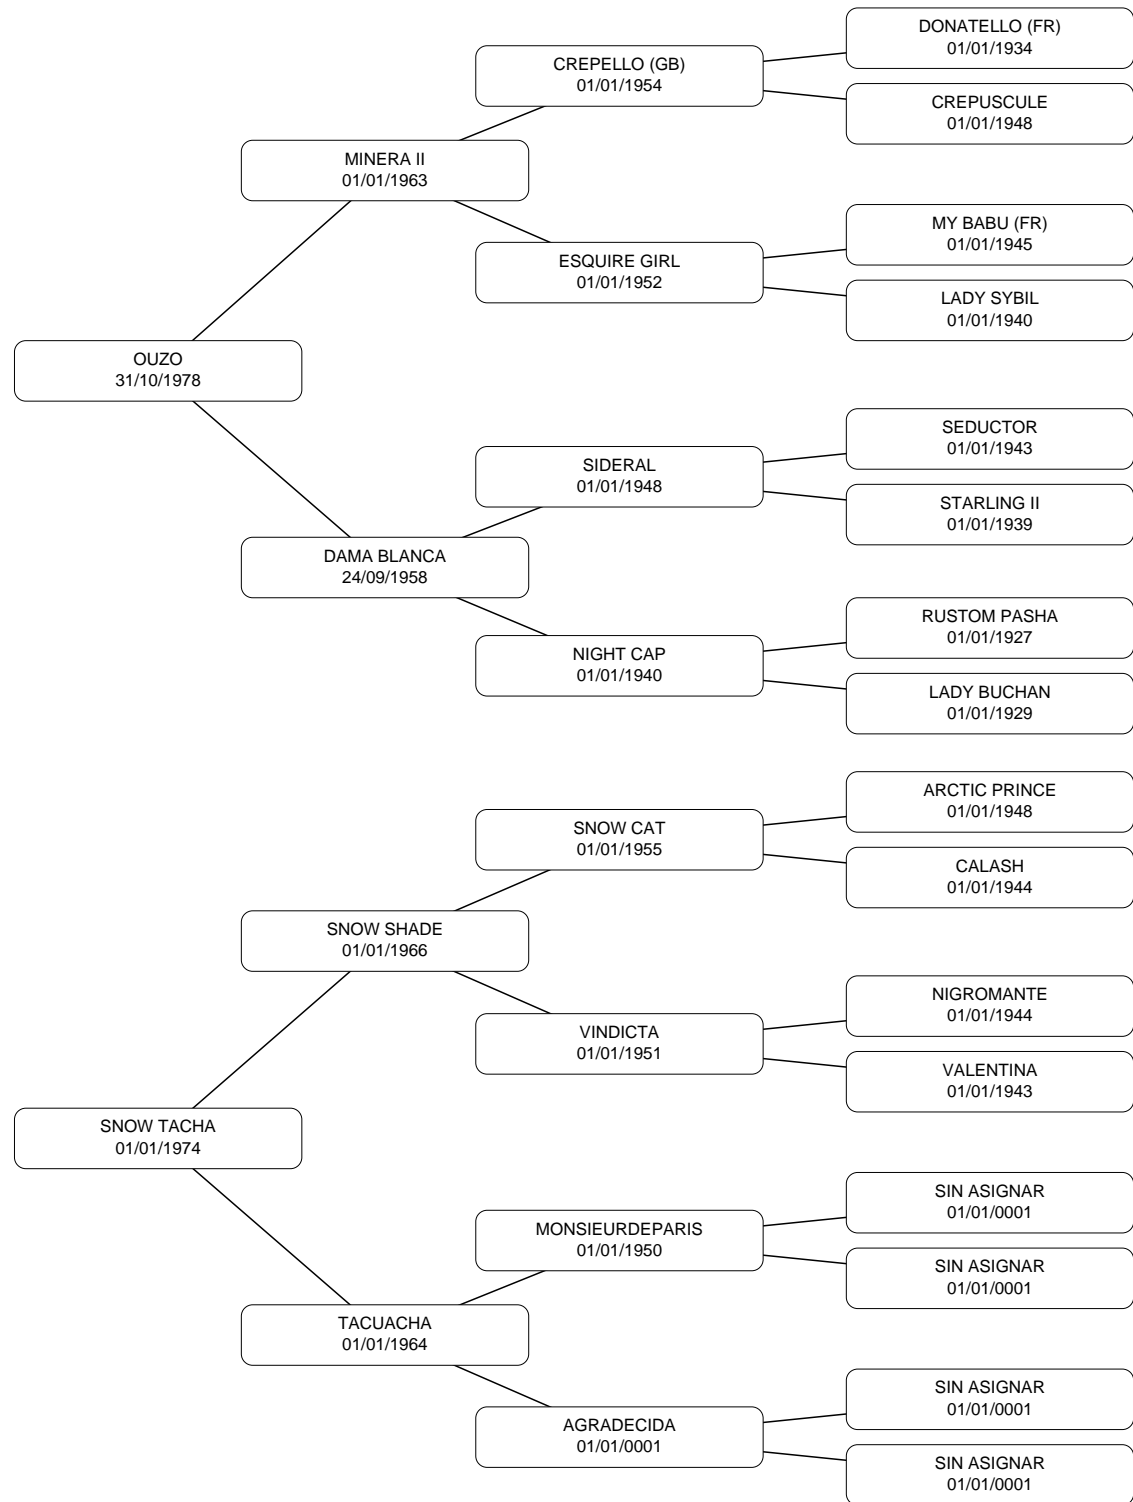 DONATELLO (FR)
01/01/1934
CREPELLO (GB)
01/01/1954
CREPUSCULE
01/01/1948
MINERA II
01/01/1963
MY BABU (FR)
01/01/1945
ESQUIRE GIRL
01/01/1952
LADY SYBIL
01/01/1940
OUZO
31/10/1978
SEDUCTOR
01/01/1943
SIDERAL
01/01/1948
STARLING II
01/01/1939
DAMA BLANCA
24/09/1958
RUSTOM PASHA
01/01/1927
NIGHT CAP
01/01/1940
LADY BUCHAN
01/01/1929
ARCTIC PRINCE
01/01/1948
SNOW CAT
01/01/1955
CALASH
01/01/1944
SNOW SHADE
01/01/1966
NIGROMANTE
01/01/1944
VINDICTA
01/01/1951
VALENTINA
01/01/1943
SNOW TACHA
01/01/1974
SIN ASIGNAR
01/01/0001
MONSIEURDEPARIS
01/01/1950
SIN ASIGNAR
01/01/0001
TACUACHA
01/01/1964
SIN ASIGNAR
01/01/0001
AGRADECIDA
01/01/0001
SIN ASIGNAR
01/01/0001